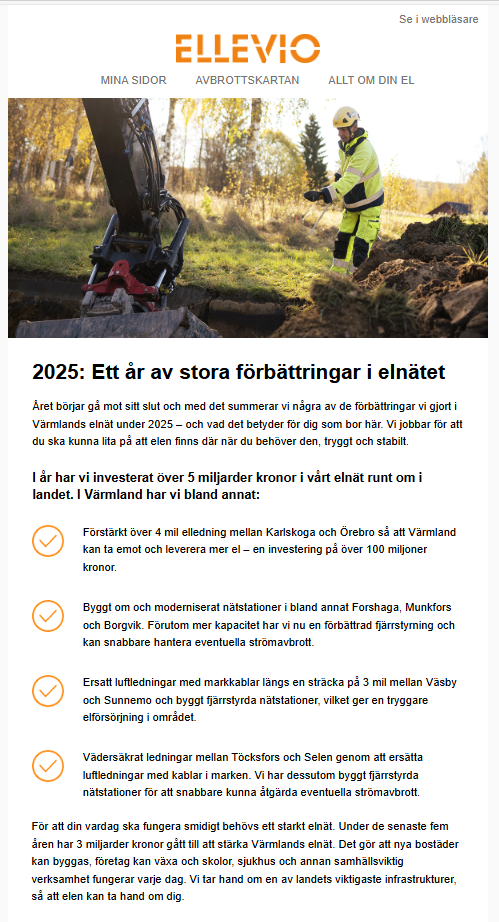 Se i webbläsare
ELLEVIO
MINA SIDOR AVBROTTSKARTAN ALLT OM DIN EL
2025: Ett år av stora förbättringar i elnätet
Året börjar gå mot sitt slut och med det summerar vi några av de förbättringar vi gjort i
Värmlands elnät under 2025 – och vad det betyder för dig som bor här. Vi jobbar för att
du ska kunna lita på att elen finns där när du behöver den, tryggt och stabilt.
I år har vi investerat över 5 miljarder kronor i vårt elnät runt om i
landet. I Värmland har vi bland annat:
Förstärkt över 4 mil elledning mellan Karlskoga och Örebro så att Värmland
kan ta emot och leverera mer el – en investering på över 100 miljoner
kronor.
Byggt om och moderniserat nätstationer i bland annat Forshaga, Munkfors
och Borgvik. Förutom mer kapacitet har vi nu en förbättrad fjärrstyrning och
kan snabbare hantera eventuella strömavbrott.
Ersatt luftledningar med markkablar längs en sträcka på 3 mil mellan Väsby
och Sunnemo och byggt fjärrstyrda nätstationer, vilket ger en tryggare
elförsörjning i området.
Vädersäkrat ledningar mellan Töcksfors och Selen genom att ersätta
luftledningar med kablar i marken. Vi har dessutom byggt fjärrstyrda
nätstationer för att snabbare kunna åtgärda eventuella strömavbrott.
För att din vardag ska fungera smidigt behövs ett starkt elnät. Under de senaste fem
åren har 3 miljarder kronor gått till att stärka Värmlands elnät. Det gör att nya bostäder
kan byggas, företag kan växa och skolor, sjukhus och annan samhällsviktig
verksamhet fungerar varje dag. Vi tar hand om en av landets viktigaste infrastrukturer,
så att elen kan ta hand om dig.